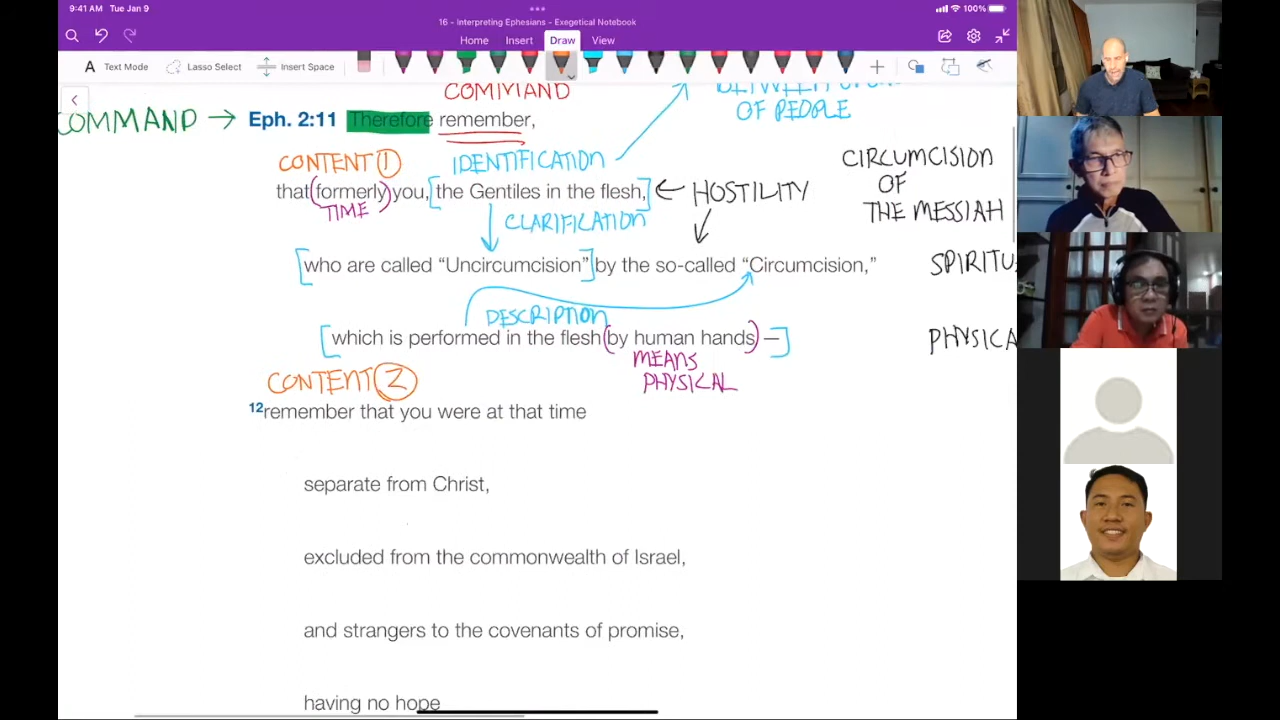 9:41 AM Tue Jan 9
100%
16 - Interpreting Ephesians - Exegetical Notebook
Home Insert Draw View
A Text Mode Lasso Select Insert Space
COMMAND
OF PEOPLE
COMMAND → Eph. 2:11 Therefore remember,
CONTENT 1 IDENTIFICATION
CIRCUMCISION
OF
THE MESSIAH
that (formerly) you, [the Gentiles in the flesh,] ← HOSTILITY
TIME
CLARIFICATION
[who are called “Uncircumcision”] by the so-called “Circumcision,”
DESCRIPTION
[which is performed in the flesh (by human hands) —]
MEANS
PHYSICAL
CONTENT 2
12 remember that you were at that time
separate from Christ,
excluded from the commonwealth of Israel,
and strangers to the covenants of promise,
having no hope